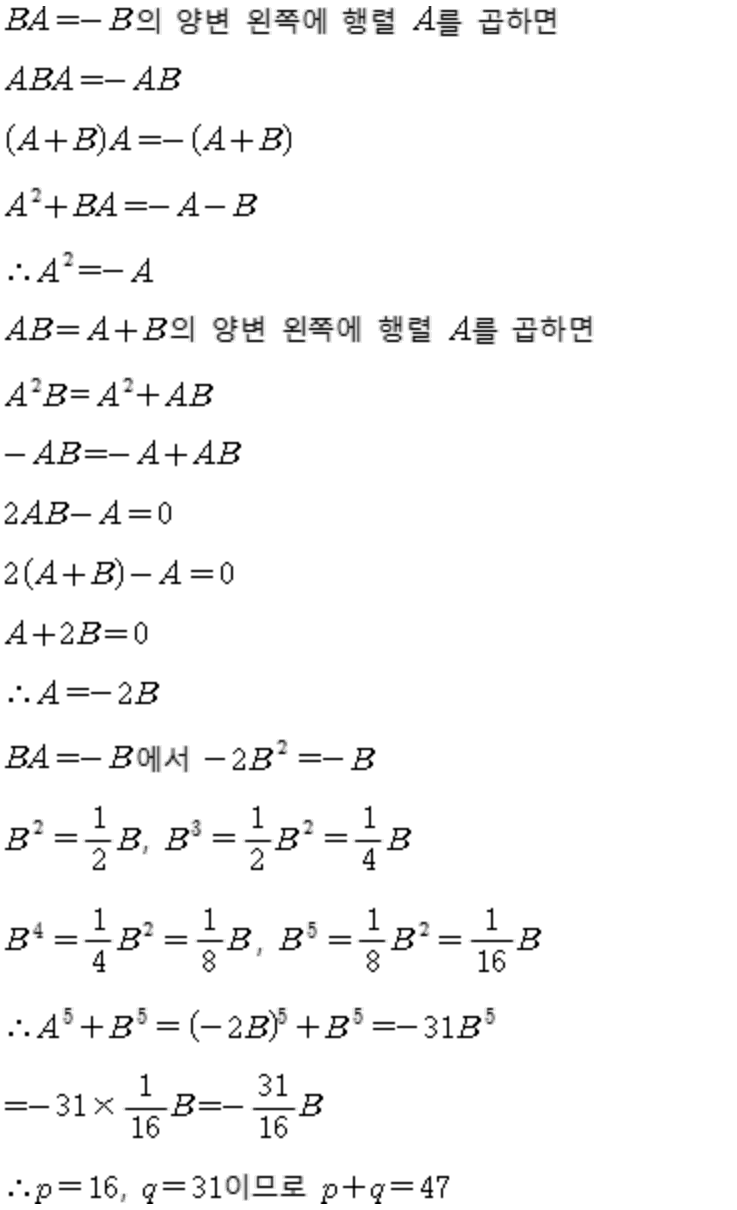 BA=-B의 양변 왼쪽에 행렬 A를 곱하면
ABA=-AB
(A+B)A=-(A+B)
A²+BA=-A-B
∴A²=-A
AB=A+B의 양변 왼쪽에 행렬 A를 곱하면
A²B=A²+AB
-AB=-A+AB
2AB-A=0
2(A+B)-A=0
A+2B=0
∴A=-2B
BA=-B에서 -2B²=-B
B²=1/2B, B³=1/2B²=1/4B
B⁴=1/4B²=1/8B, B⁵=1/8B²=1/16B
∴A⁵+B⁵=(-2B)⁵+B⁵=-31B⁵
=-31×1/16B=-31/16B
∴p=16, q=31이므로 p+q=47